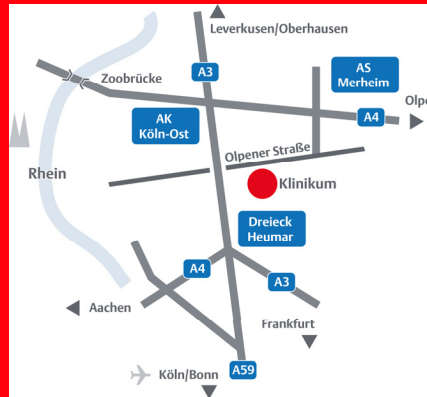 Leverkusen/Oberhausen
A3
AS
Merheim
Zoobrücke
Olpe
A4
AK
Köln-Ost
Olpener Straße
Rhein
Klinikum
Dreieck
Heumar
A4
A3
Aachen
Frankfurt
Köln/Bonn
A59